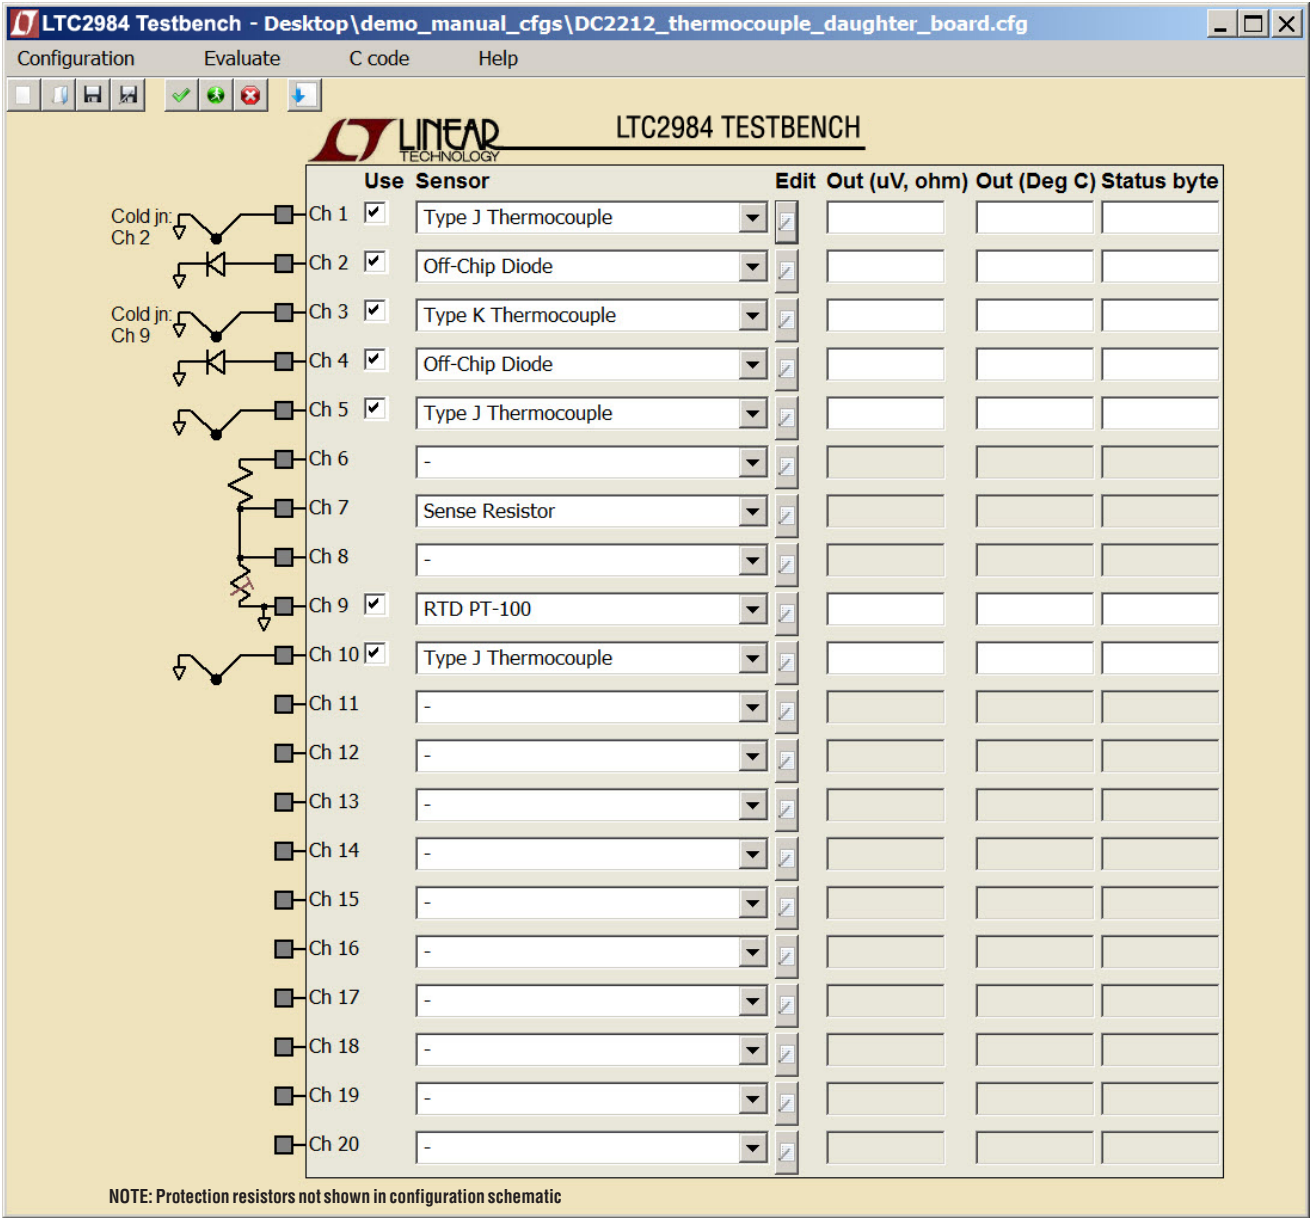 LTC2984 Testbench - Desktop\demo_manual_cfgs\DC2212_thermocouple_daughter_board.cfg
Configuration Evaluate C code Help
LINEAR TECHNOLOGY
LTC2984 TESTBENCH
Use Sensor Edit Out (uV, ohm) Out (Deg C) Status byte
Cold jn: Ch 2
Ch 1 Type J Thermocouple
Ch 2 Off-Chip Diode
Cold jn: Ch 9
Ch 3 Type K Thermocouple
Ch 4 Off-Chip Diode
Ch 5 Type J Thermocouple
Ch 6 -
Ch 7 Sense Resistor
Ch 8 -
Ch 9 RTD PT-100
Ch 10 Type J Thermocouple
Ch 11 -
Ch 12 -
Ch 13 -
Ch 14 -
Ch 15 -
Ch 16 -
Ch 17 -
Ch 18 -
Ch 19 -
Ch 20 -
NOTE: Protection resistors not shown in configuration schematic